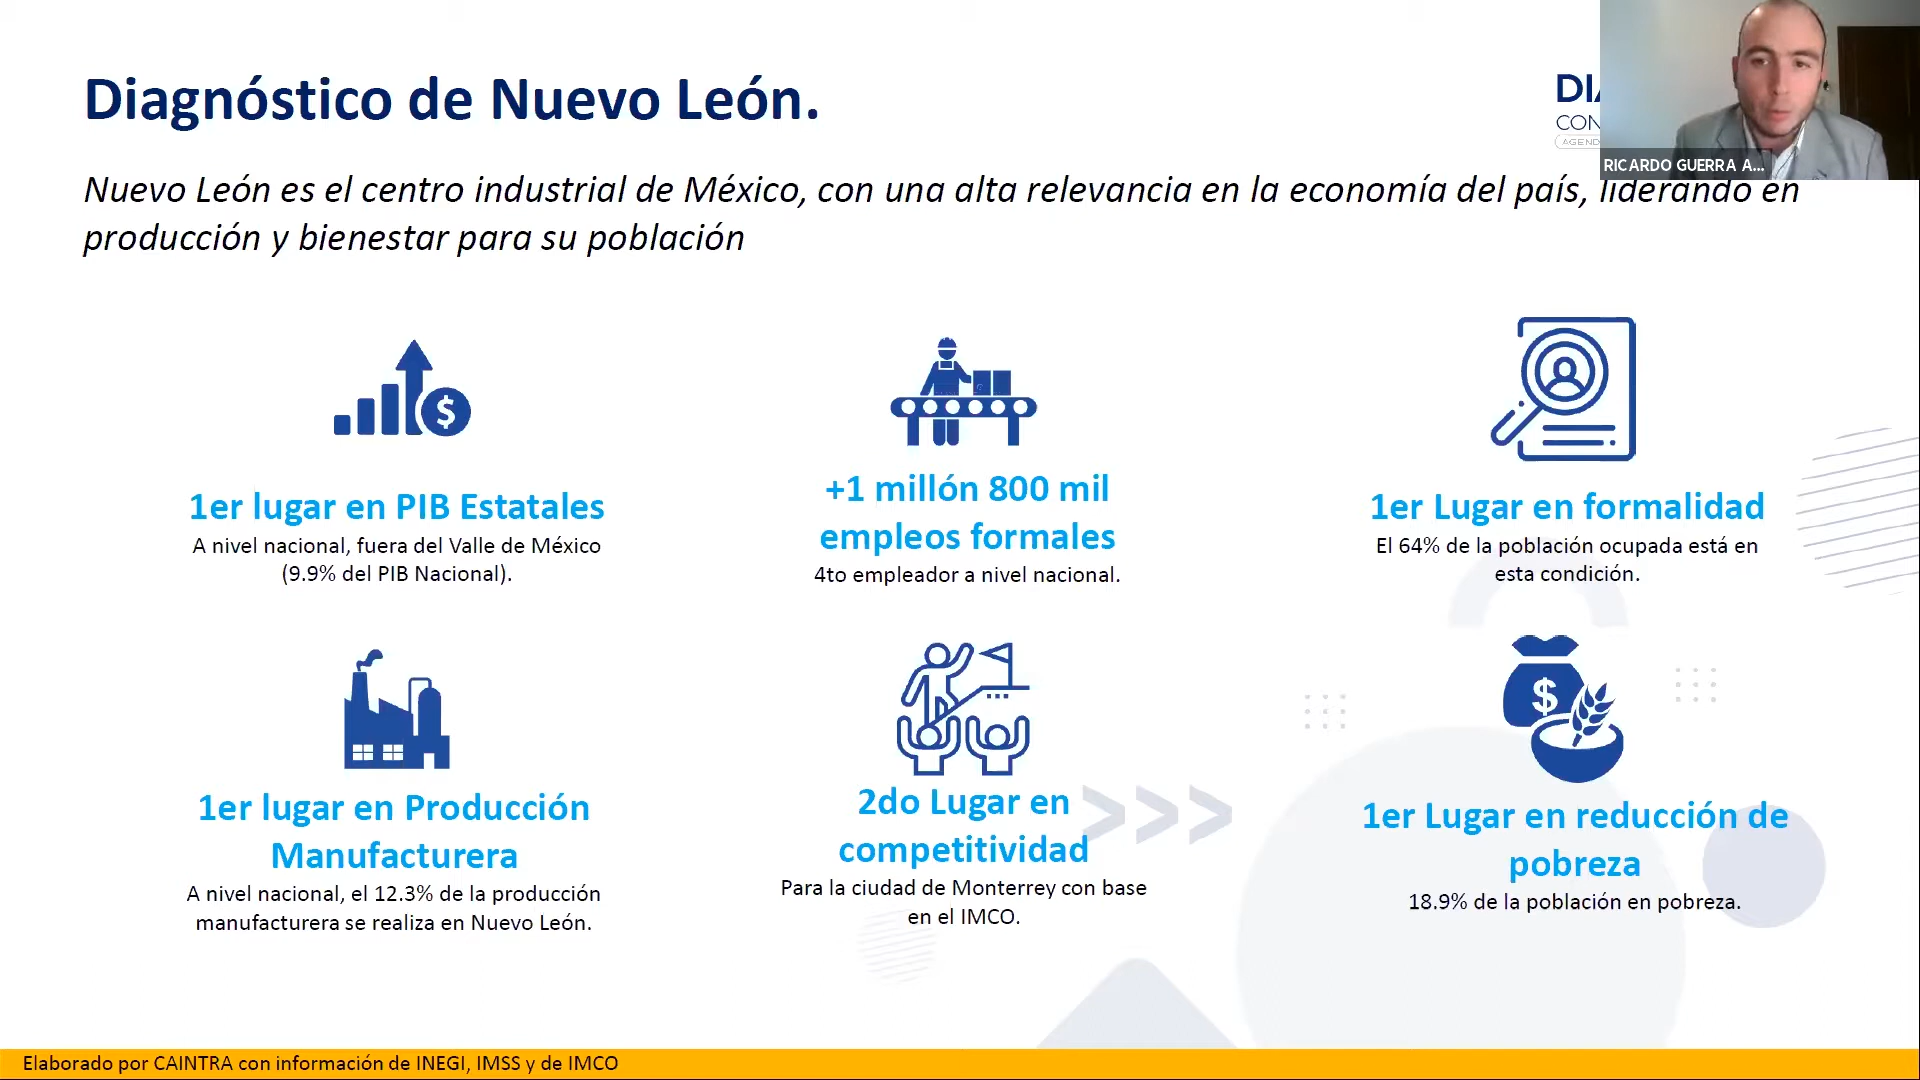 Diagnóstico de Nuevo León.
DI
CON
AGEND
RICARDO GUERRA A...
Nuevo León es el centro industrial de México, con una alta relevancia en la economía del país, liderando en
producción y bienestar para su población
1er lugar en PIB Estatales
A nivel nacional, fuera del Valle de México
(9.9% del PIB Nacional).
+1 millón 800 mil
empleos formales
4to empleador a nivel nacional.
1er Lugar en formalidad
El 64% de la población ocupada está en
esta condición.
1er lugar en Producción
Manufacturera
A nivel nacional, el 12.3% de la producción
manufacturera se realiza en Nuevo León.
2do Lugar en
competitividad
Para la ciudad de Monterrey con base
en el IMCO.
1er Lugar en reducción de
pobreza
18.9% de la población en pobreza.
Elaborado por CAINTRA con información de INEGI, IMSS y de IMCO